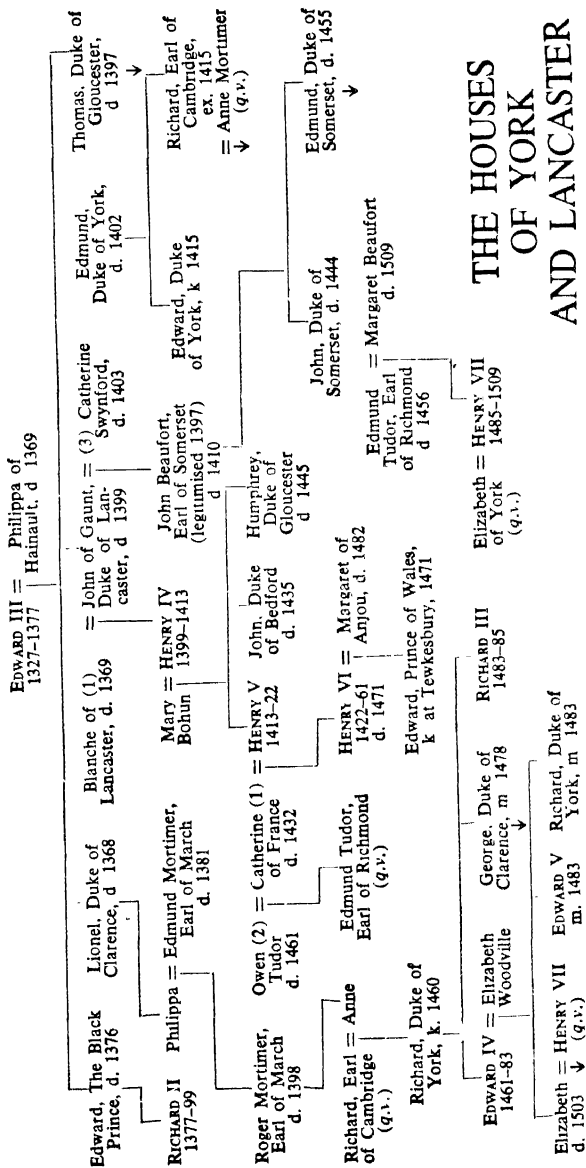 EDWARD III = Philippa of
1327–1377 Hainault, d 1369
Edward, The Black
Prince, d. 1376
Lionel, Duke of
Clarence, d 1368
Blanche of (1)
Lancaster, d. 1369
= John of Gaunt, =
Duke of Lan-
caster, d 1399
(3) Catherine
Swynford,
d. 1403
Edmund,
Duke of York,
d. 1402
Thomas, Duke of
Gloucester,
d 1397
RICHARD II
1377–99
Philippa = Edmund Mortimer,
Earl of March
d. 1381
Mary = HENRY IV
Bohun 1399–1413
John Beaufort,
Earl of Somerset
(legitimised 1397)
d 1410
Edward, Duke
of York, k 1415
Richard, Earl of
Cambridge,
ex. 1415
= Anne Mortimer
(q.v.)
Roger Mortimer,
Earl of March
d. 1398
Owen (2) = Catherine (1) = HENRY V
Tudor of France 1413–22
d. 1461 d. 1432
John, Duke
of Bedford
d. 1435
Humphrey,
Duke of
Gloucester
d 1445
John, Duke of
Somerset, d. 1444
Edmund, Duke of
Somerset, d. 1455
Richard, Earl = Anne
of Cambridge
(q.v.)
Edmund Tudor,
Earl of Richmond
(q.v.)
HENRY VI = Margaret of
1422–61 Anjou, d. 1482
d. 1471
Edmund = Margaret Beaufort
Tudor, Earl d. 1509
of Richmond
d 1456
Richard, Duke of
York, k. 1460
Edward, Prince of Wales,
k at Tewkesbury, 1471
EDWARD IV = Elizabeth
1461–83 Woodville
George, Duke of
Clarence, m 1478
RICHARD III
1483–85
Elizabeth = HENRY VII
of York 1485–1509
(q.v.)
Elizabeth = HENRY VII
d. 1503 (q.v.)
EDWARD V
m. 1483
Richard, Duke of
York, m 1483
THE HOUSES
OF YORK
AND LANCASTER